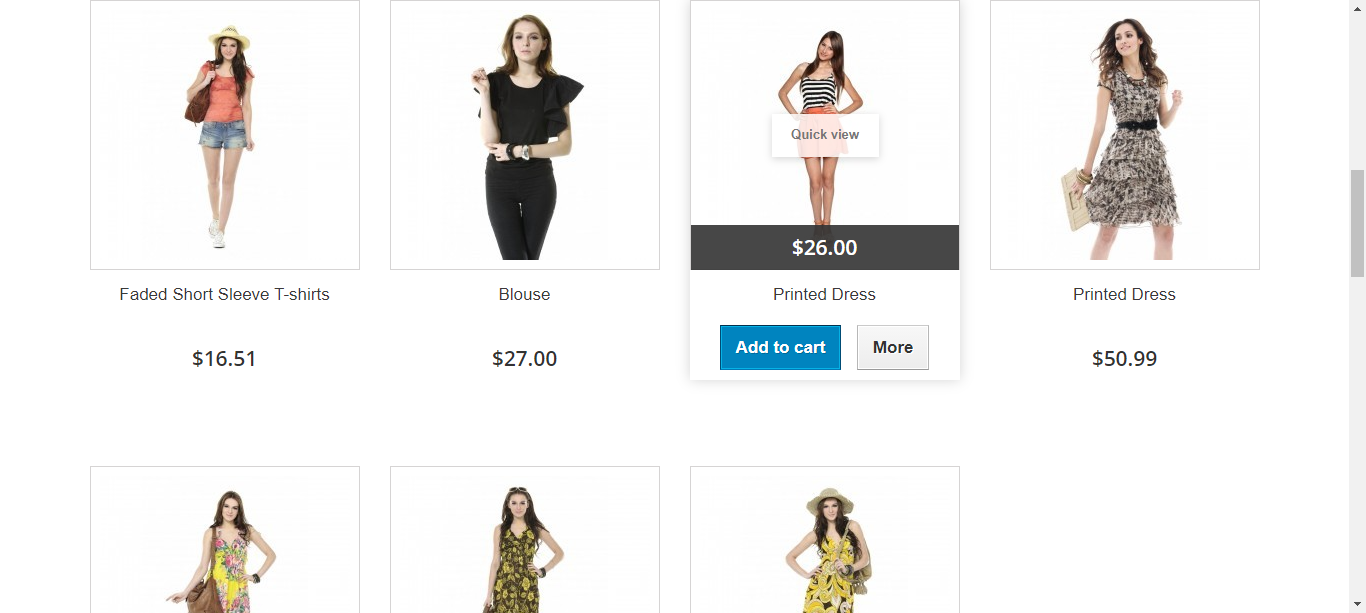 Quick view
$26.00
Faded Short Sleeve T-shirts
Blouse
Printed Dress
Printed Dress
$16.51
$27.00
Add to cart
More
$50.99